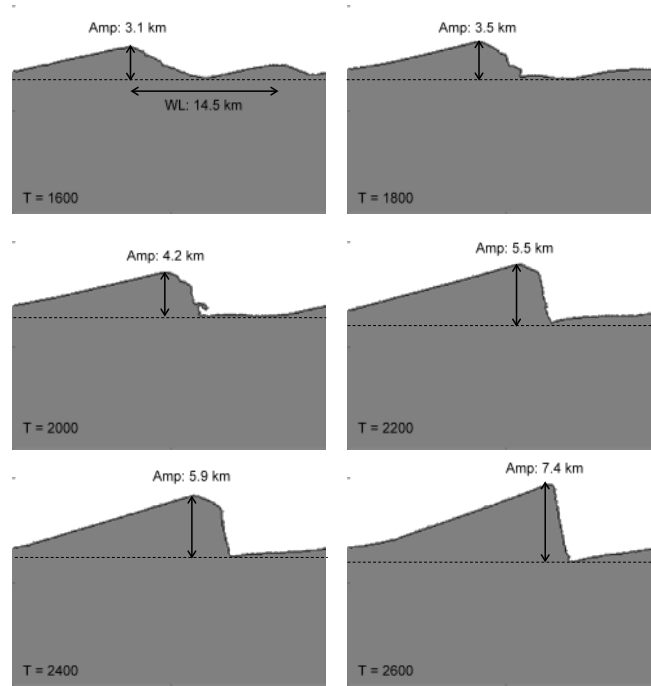 Amp: 3.1 km
WL: 14.5 km
T = 1600
Amp: 3.5 km
T = 1800
Amp: 4.2 km
T = 2000
Amp: 5.5 km
T = 2200
Amp: 5.9 km
T = 2400
Amp: 7.4 km
T = 2600